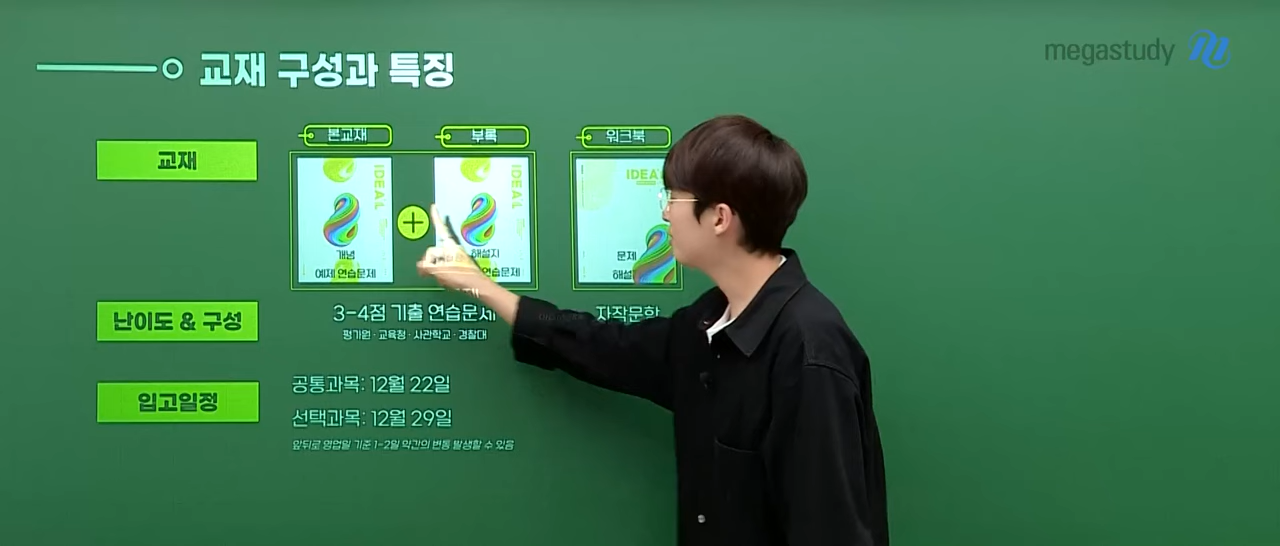 교재 구성과 특징
megastudy
교재
본교재
부록
워크북
IDEAL
IDEAL
IDEAL
개념
예제 연습문제
해설지
연습문제
문제
해설
난이도 & 구성
3-4점 기출 연습문제
평가원 · 교육청 · 사관학교 · 경찰대
자작문항
입고일정
공통과목: 12월 22일
선택과목: 12월 29일
앞뒤로 영업일 기준 1-2일 약간의 변동 발생할 수 있음